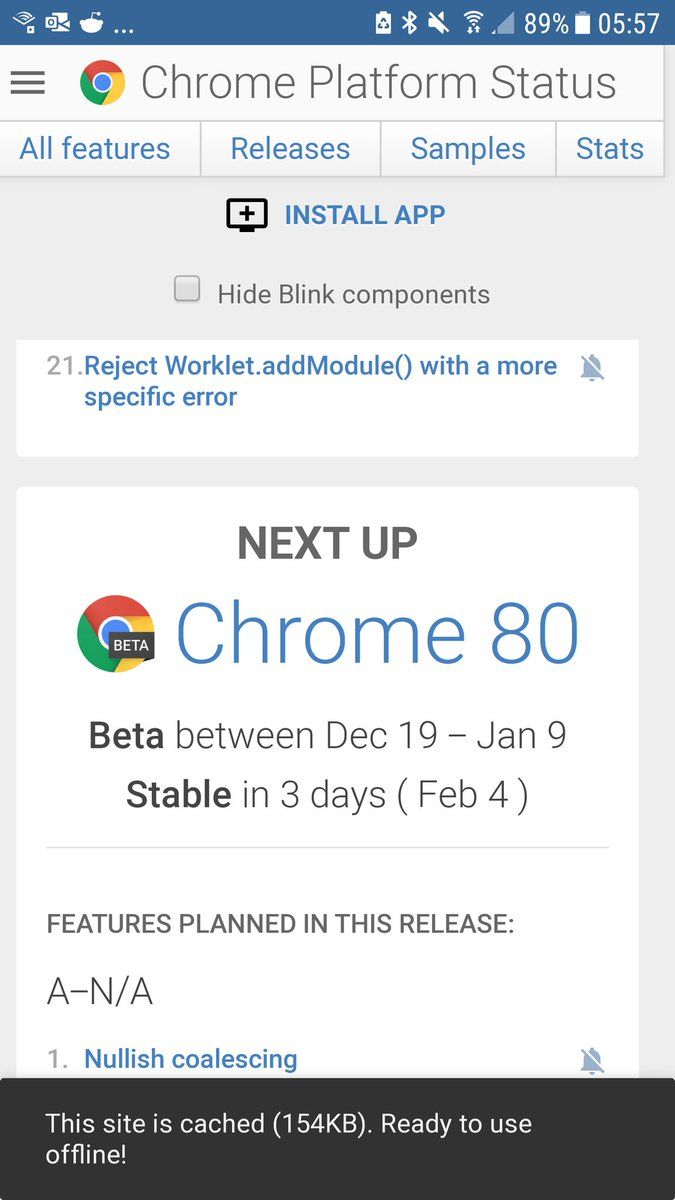 ... 89% 05:57
Chrome Platform Status
All features Releases Samples Stats
INSTALL APP
Hide Blink components
21. Reject Worklet.addModule() with a more
specific error
NEXT UP
BETA Chrome 80
Beta between Dec 19 – Jan 9
Stable in 3 days ( Feb 4 )
FEATURES PLANNED IN THIS RELEASE:
A–N/A
1. Nullish coalescing
This site is cached (154KB). Ready to use
offline!